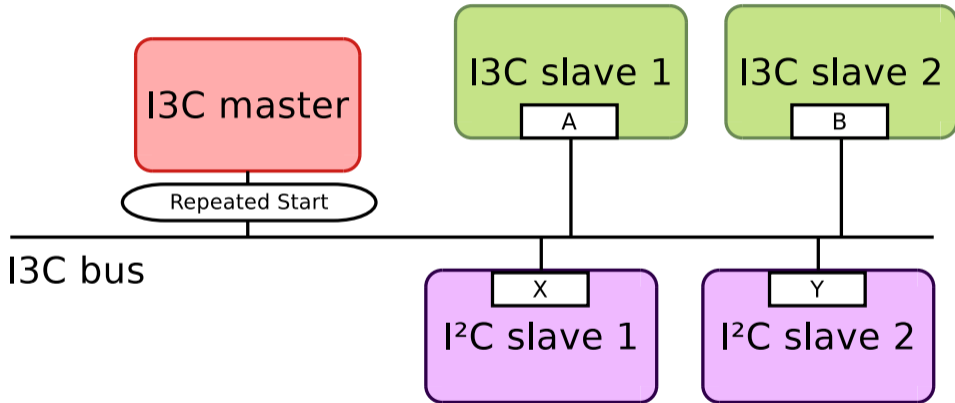 I3C master
Repeated Start
I3C slave 1
A
I3C slave 2
B
I3C bus
X
I²C slave 1
Y
I²C slave 2